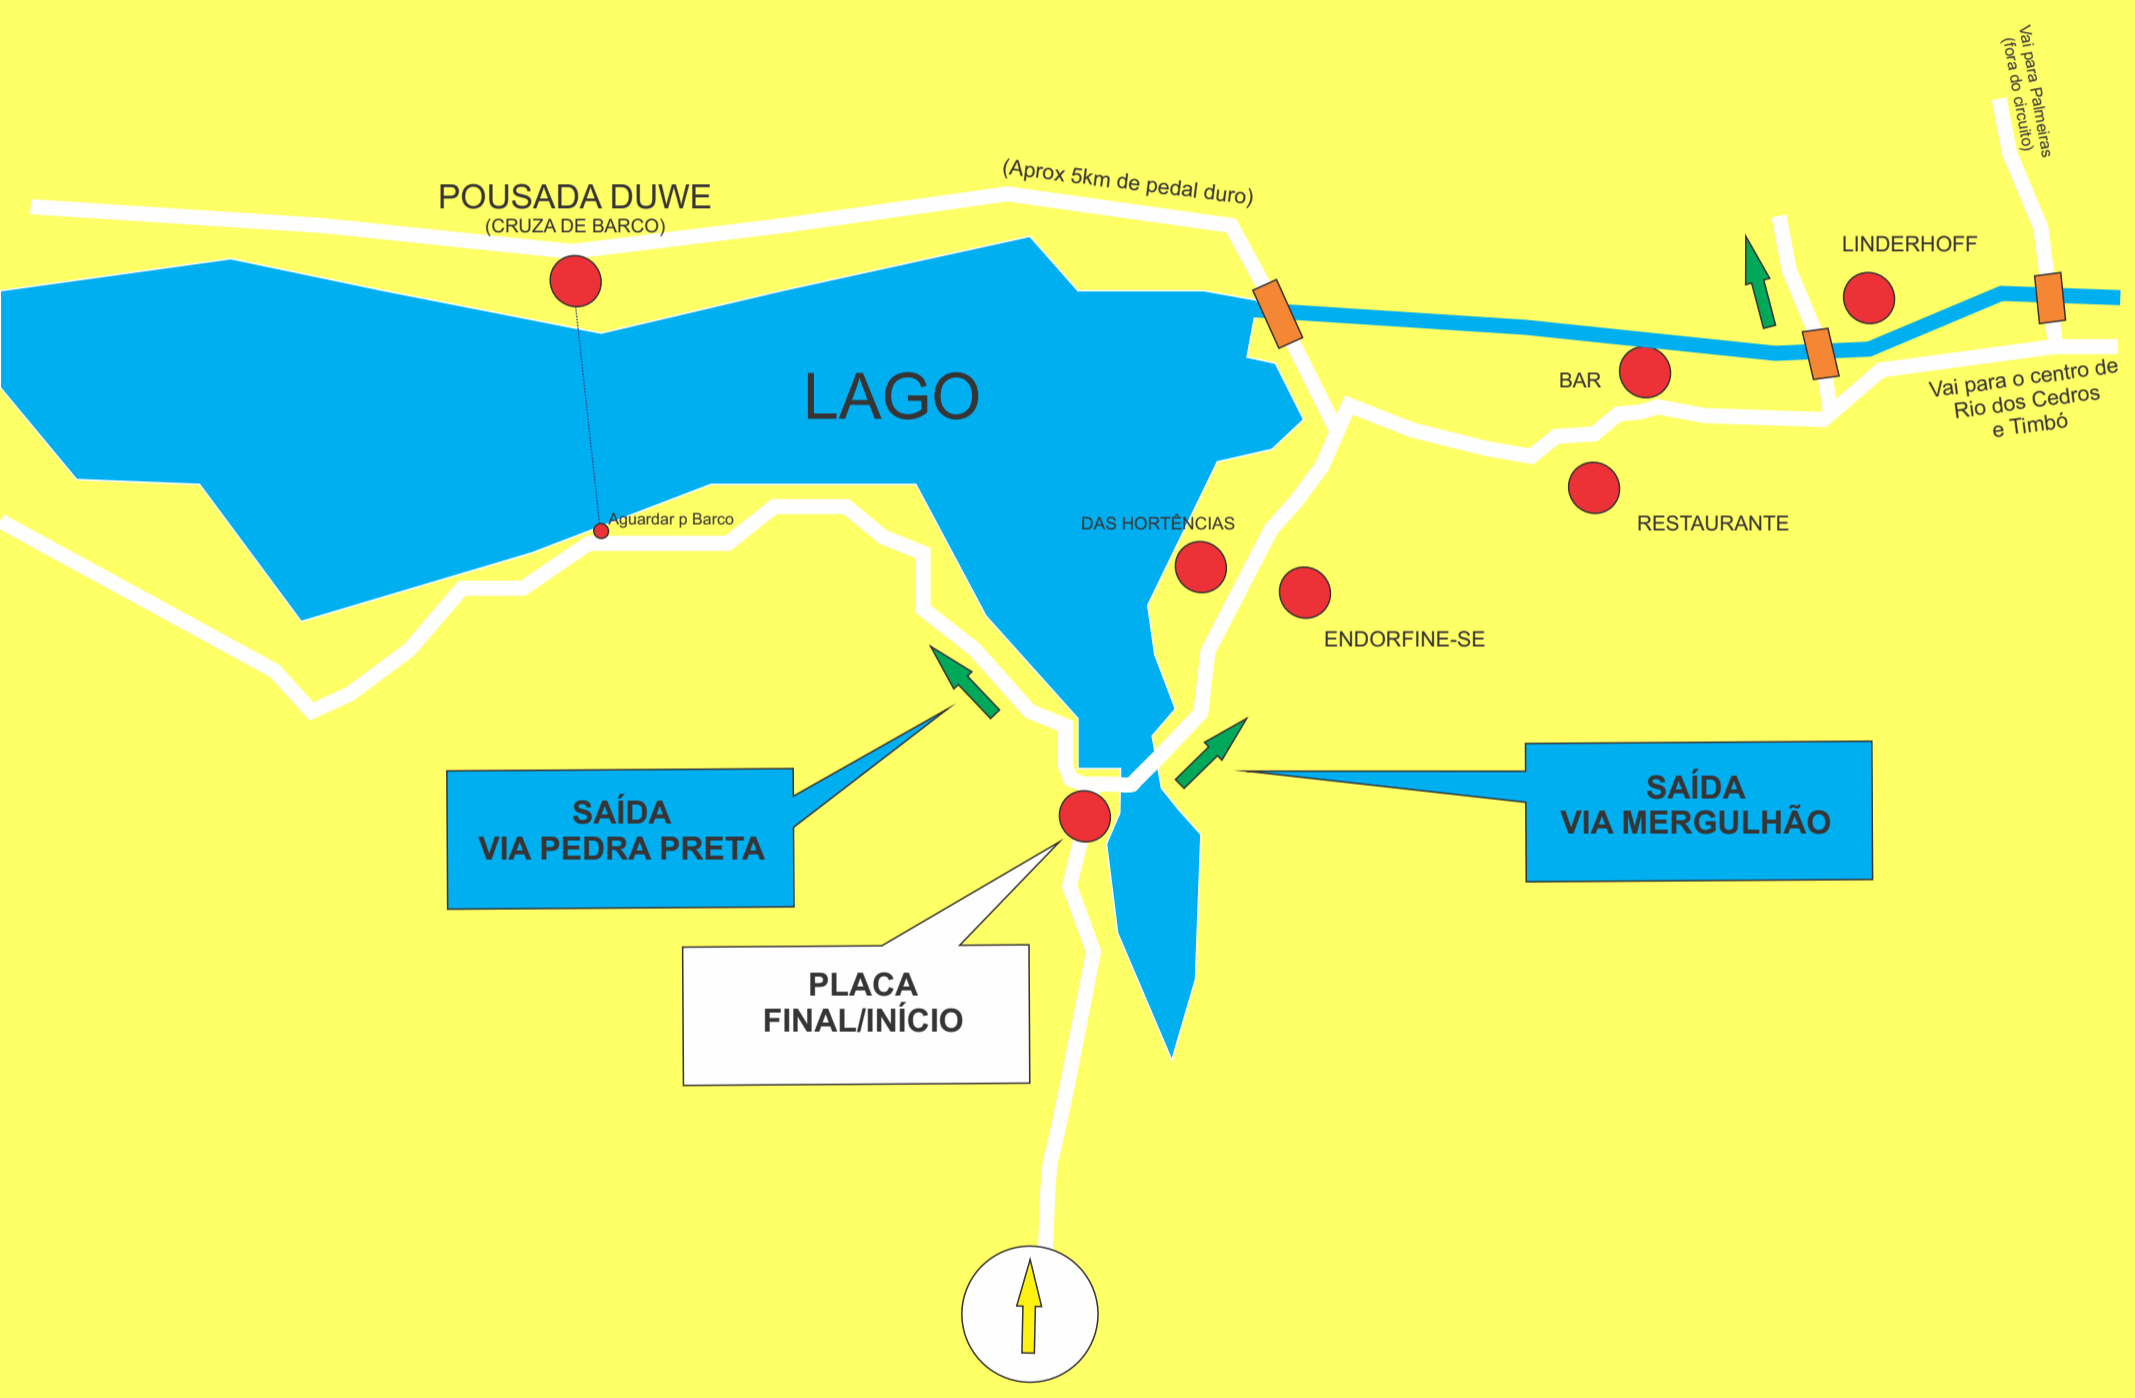 Vai para Palmeiras
(fora do circuito)
(Aprox 5km de pedal duro)
POUSADA DUWE
(CRUZA DE BARCO)
LINDERHOFF
LAGO
BAR
Vai para o centro de
Rio dos Cedros
e Timbó
Aguardar p Barco
DAS HORTÊNCIAS
RESTAURANTE
ENDORFINE-SE
SAÍDA
VIA PEDRA PRETA
SAÍDA
VIA MERGULHÃO
PLACA
FINAL/INÍCIO